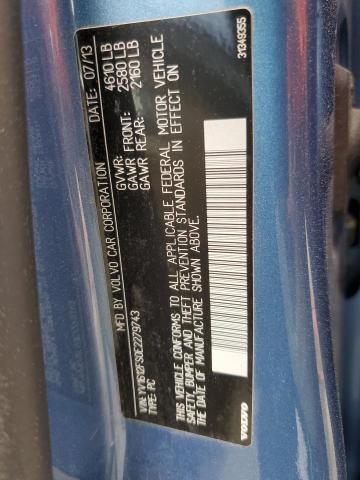 MFD BY VOLVO CAR CORPORATION
DATE: 07/13
GVWR: 4610 LB
GAWR FRONT: 2580 LB
GAWR REAR: 2160 LB
VIN: YV1612FS0E2279743
TYPE: PC
THIS VEHICLE CONFORMS TO ALL APPLICABLE FEDERAL MOTOR VEHICLE
SAFETY, BUMPER AND THEFT PREVENTION STANDARDS IN EFFECT ON
THE DATE OF MANUFACTURE SHOWN ABOVE.
VOLVO
31349355